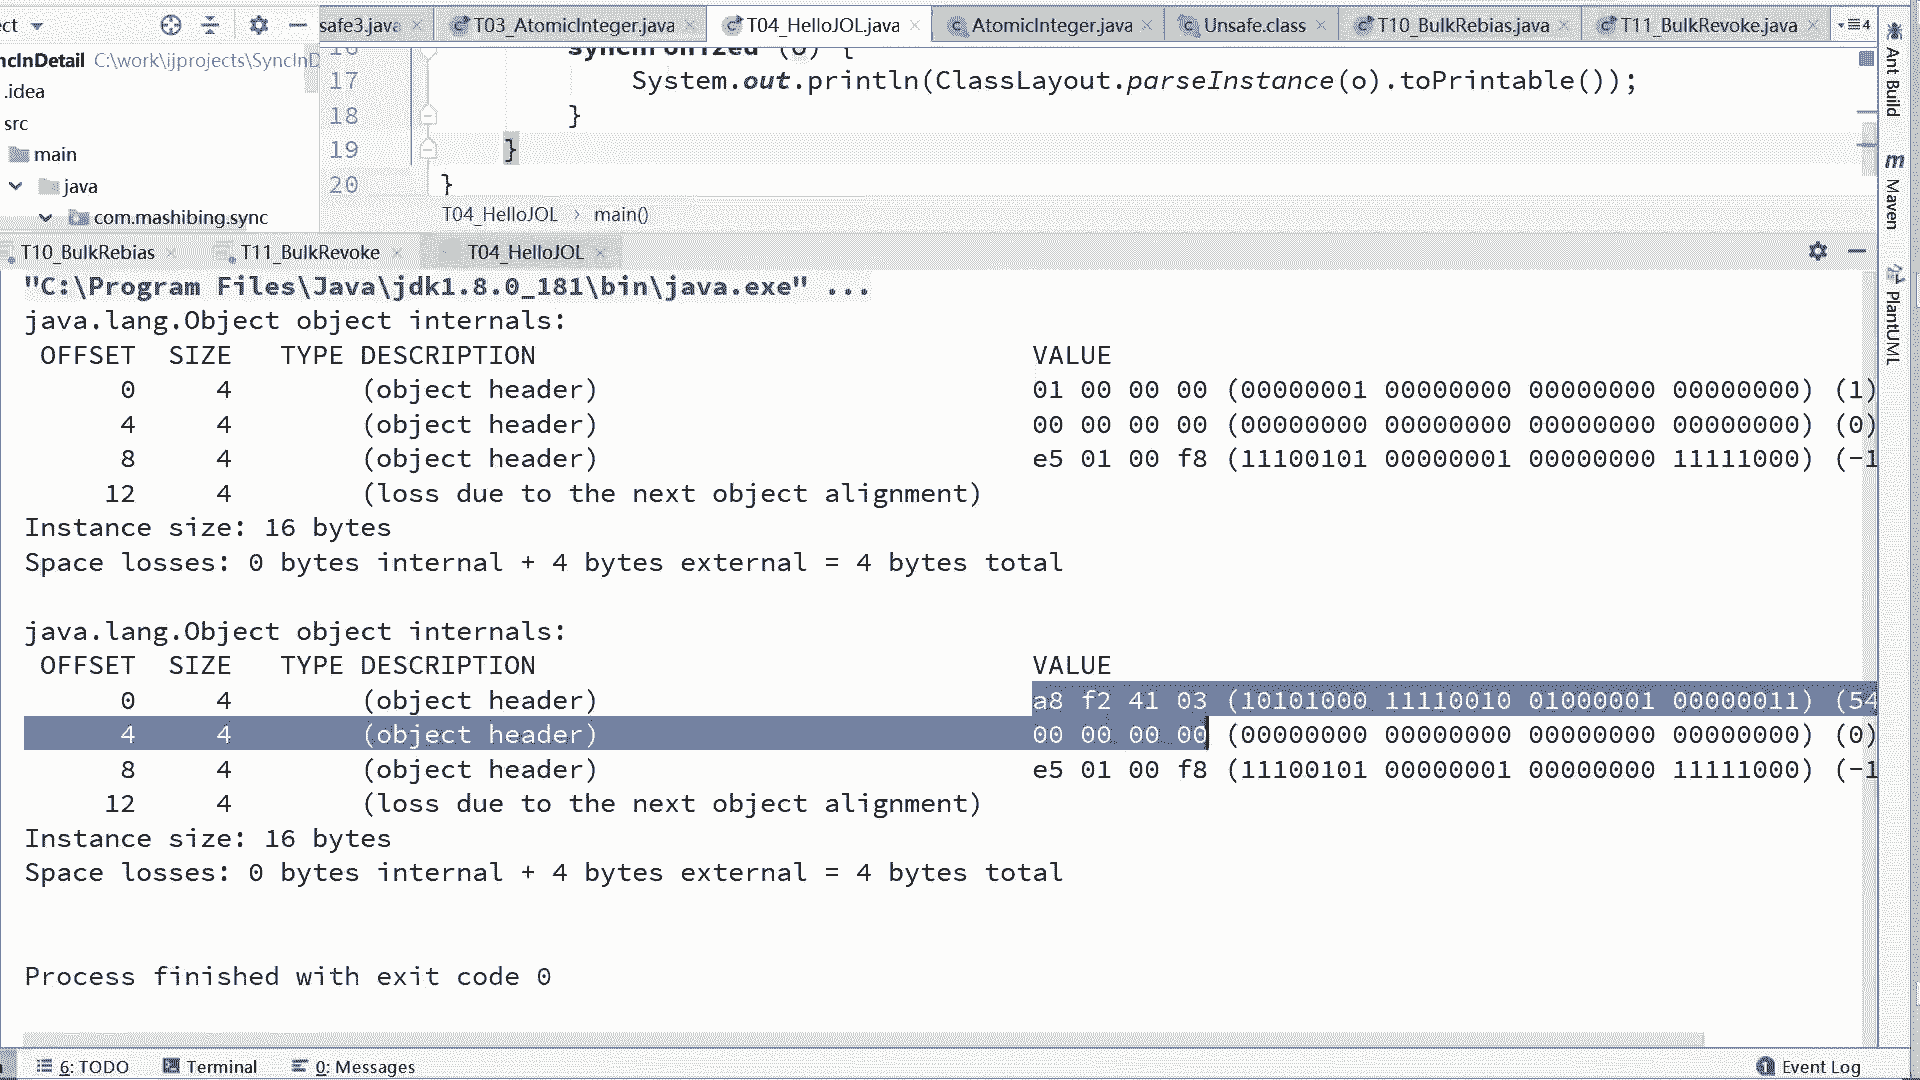 ct
safe3.java T03_AtomicInteger.java T04_HelloJOL.java AtomicInteger.java Unsafe.class T10_BulkRebias.java T11_BulkRevoke.java 4
ncInDetail C:\work\ijprojects\SyncInD
.idea
src
main
java
com.mashibing.sync
16 synchronized (o) {
17 System.out.println(ClassLayout.parseInstance(o).toPrintable());
18 }
19 }
20 }
T04_HelloJOL › main()
Ant Build
m Maven
PlantUML
T10_BulkRebias T11_BulkRevoke T04_HelloJOL
"C:\Program Files\Java\jdk1.8.0_181\bin\java.exe" ...
java.lang.Object object internals:
OFFSET SIZE TYPE DESCRIPTION VALUE
0 4 (object header) 01 00 00 00 (00000001 00000000 00000000 00000000) (1)
4 4 (object header) 00 00 00 00 (00000000 00000000 00000000 00000000) (0)
8 4 (object header) e5 01 00 f8 (11100101 00000001 00000000 11111000) (-1
12 4 (loss due to the next object alignment)
Instance size: 16 bytes
Space losses: 0 bytes internal + 4 bytes external = 4 bytes total
java.lang.Object object internals:
OFFSET SIZE TYPE DESCRIPTION VALUE
0 4 (object header) a8 f2 41 03 (10101000 11110010 01000001 00000011) (54
4 4 (object header) 00 00 00 00 (00000000 00000000 00000000 00000000) (0)
8 4 (object header) e5 01 00 f8 (11100101 00000001 00000000 11111000) (-1
12 4 (loss due to the next object alignment)
Instance size: 16 bytes
Space losses: 0 bytes internal + 4 bytes external = 4 bytes total
Process finished with exit code 0
6: TODO Terminal 0: Messages 1 Event Log